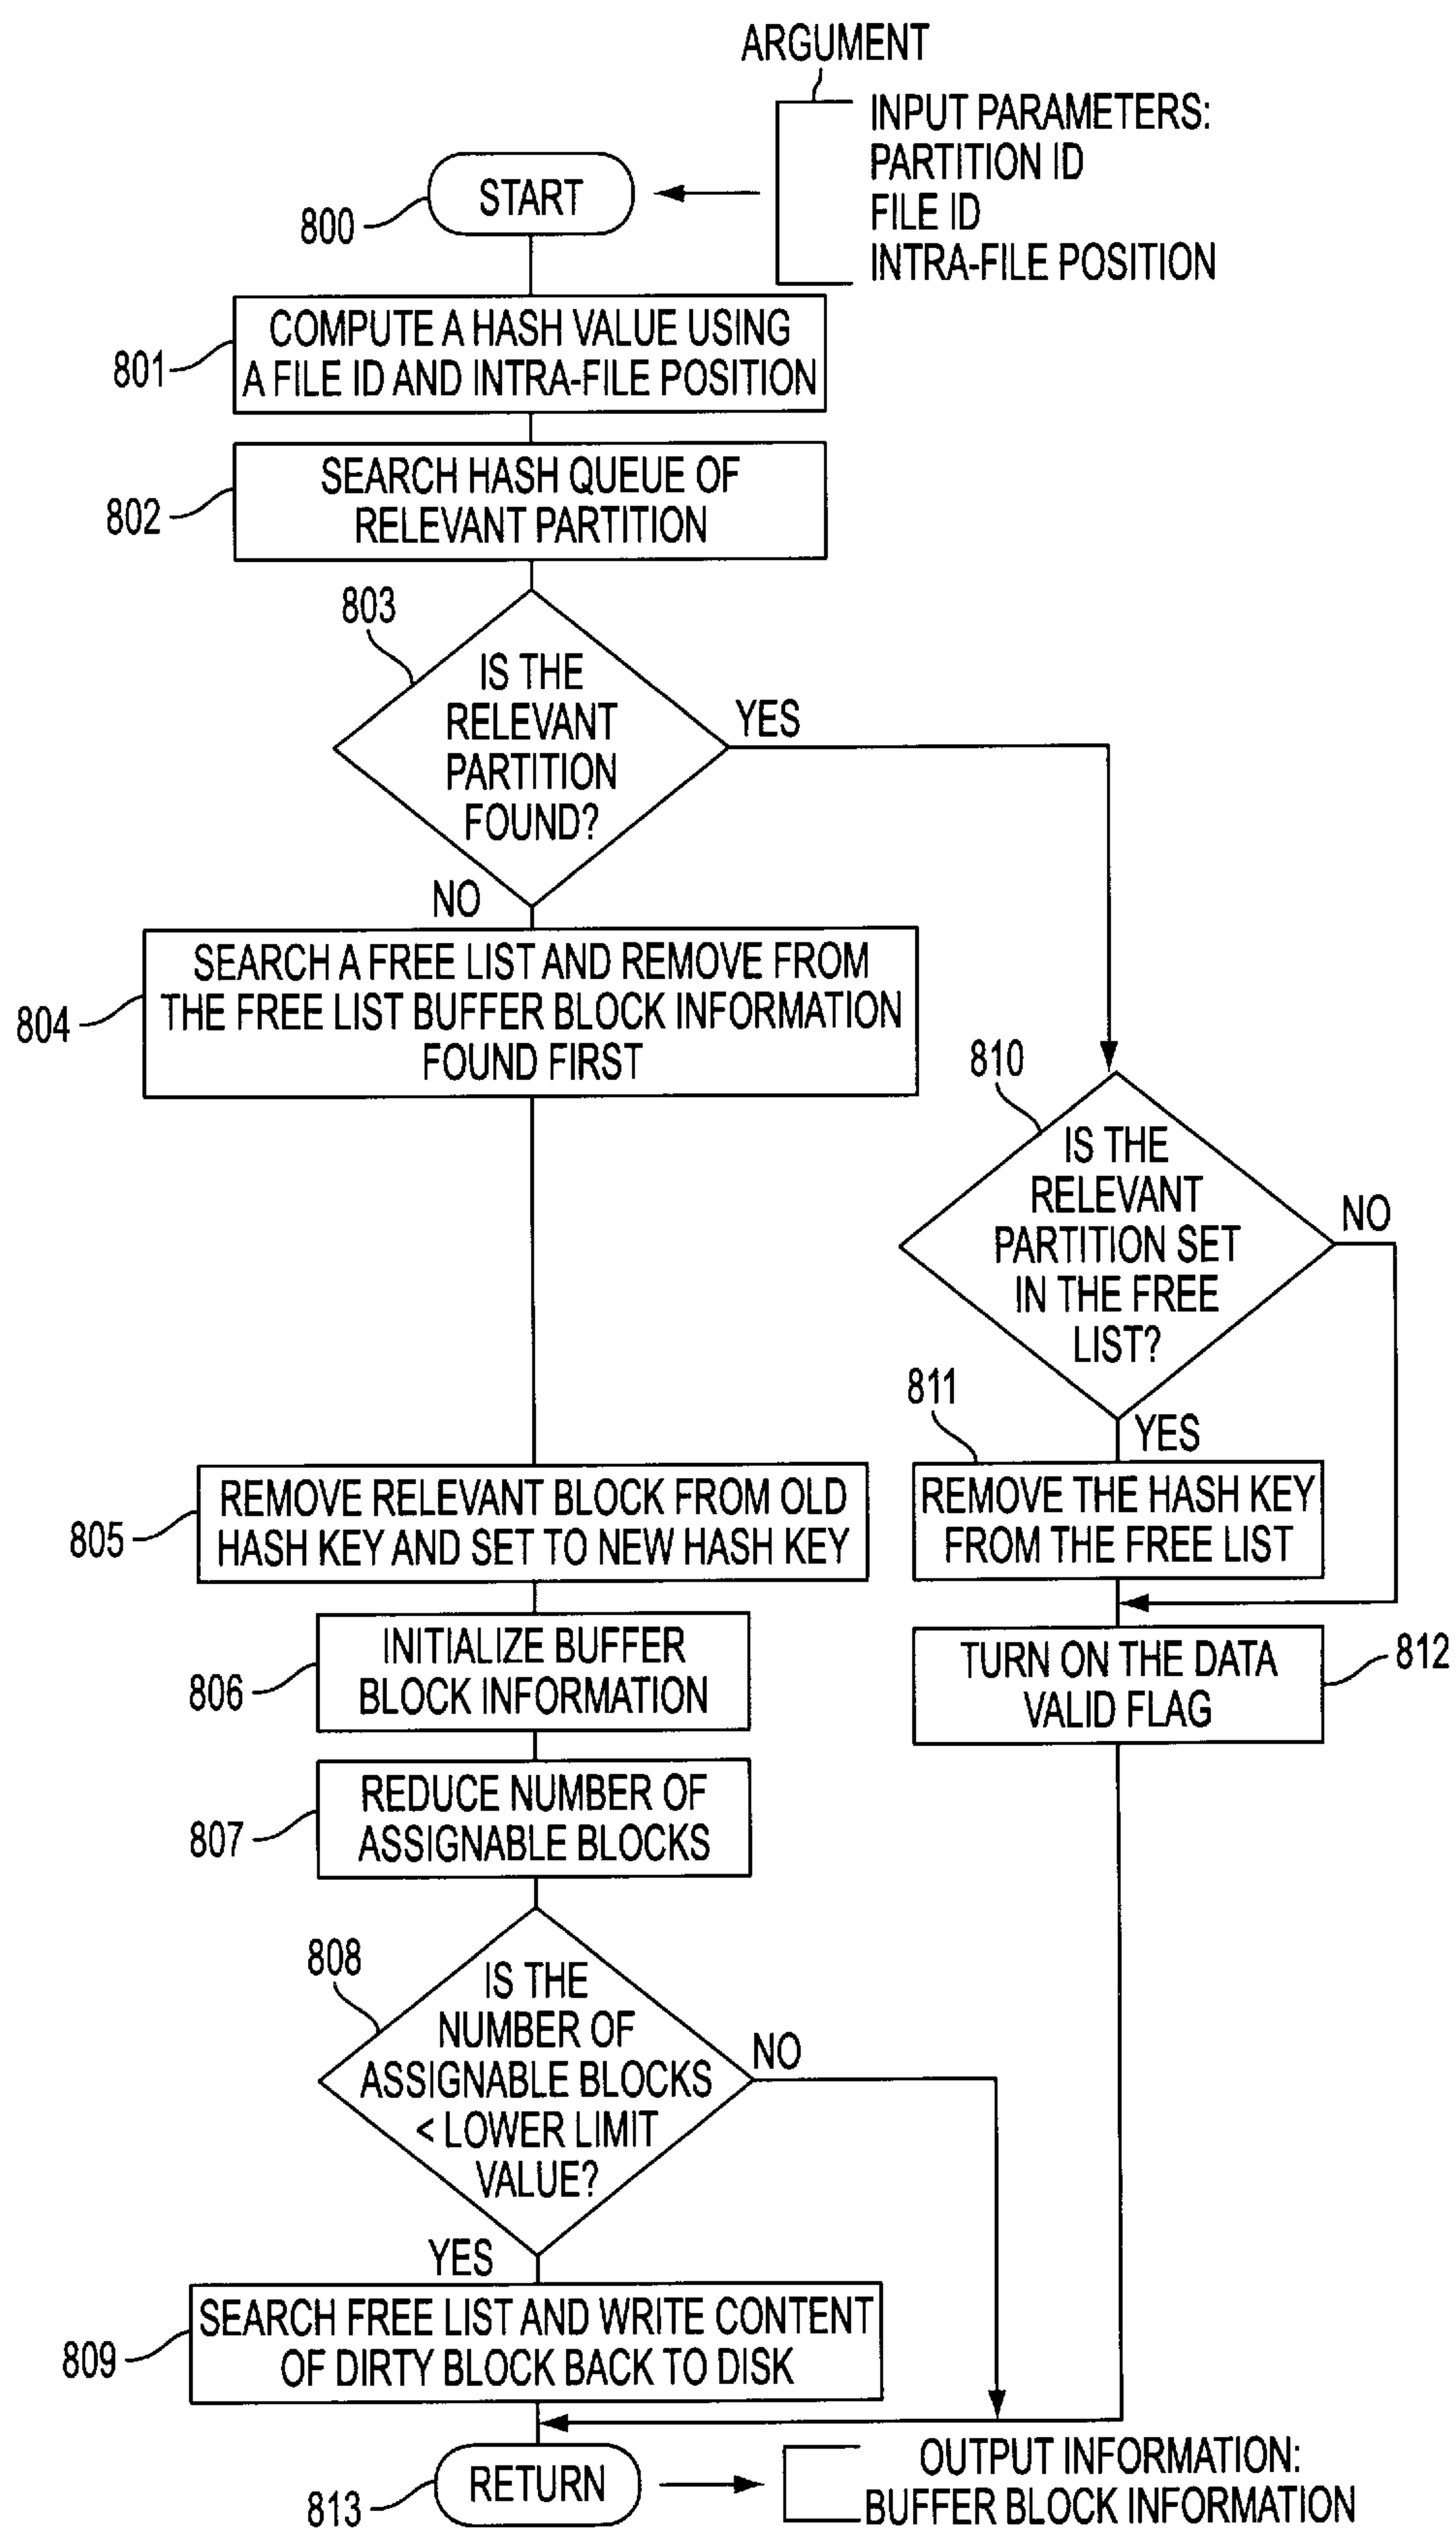 ARGUMENT
INPUT PARAMETERS:
PARTITION ID
FILE ID
INTRA-FILE POSITION
START
800
COMPUTE A HASH VALUE USING
A FILE ID AND INTRA-FILE POSITION
801
SEARCH HASH QUEUE OF
RELEVANT PARTITION
802
803
IS THE
RELEVANT
PARTITION
FOUND?
YES
NO
SEARCH A FREE LIST AND REMOVE FROM
THE FREE LIST BUFFER BLOCK INFORMATION
FOUND FIRST
804
810
IS THE
RELEVANT
PARTITION SET
IN THE FREE
LIST?
NO
YES
811
REMOVE THE HASH KEY
FROM THE FREE LIST
REMOVE RELEVANT BLOCK FROM OLD
HASH KEY AND SET TO NEW HASH KEY
805
INITIALIZE BUFFER
BLOCK INFORMATION
806
TURN ON THE DATA
VALID FLAG
812
REDUCE NUMBER OF
ASSIGNABLE BLOCKS
807
808
IS THE
NUMBER OF
ASSIGNABLE BLOCKS
< LOWER LIMIT
VALUE?
NO
YES
SEARCH FREE LIST AND WRITE CONTENT
OF DIRTY BLOCK BACK TO DISK
809
RETURN
813
OUTPUT INFORMATION:
BUFFER BLOCK INFORMATION